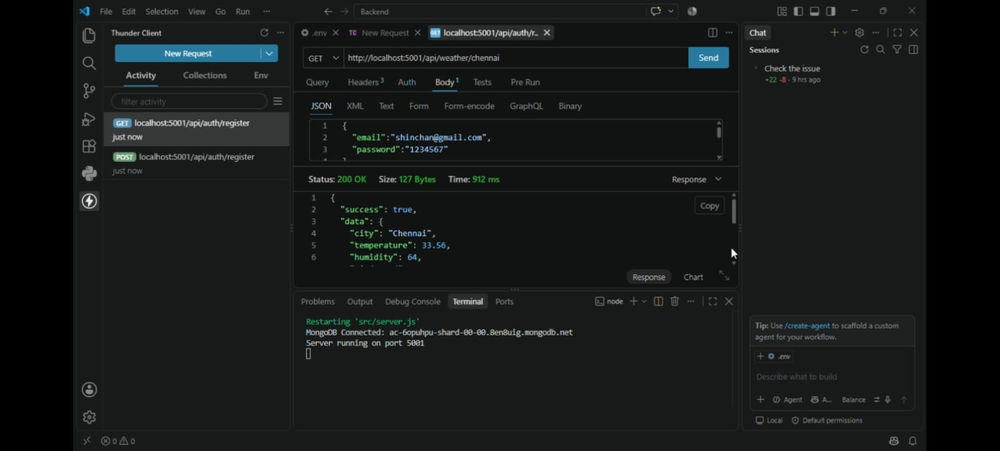 File Edit Selection View Go Run ···
Backend
Thunder Client
New Request
Activity Collections Env
filter activity
GET localhost:5001/api/auth/register
just now
POST localhost:5001/api/auth/register
just now
.env
TC New Request
GET localhost:5001/api/auth/r..
GET http://localhost:5001/api/weather/chennai Send
Query Headers 3 Auth Body 1 Tests Pre Run
JSON XML Text Form Form-encode GraphQL Binary
1 {
2 "email":"shinchan@gmail.com",
3 "password":"1234567"
Status: 200 OK Size: 127 Bytes Time: 912 ms Response
1 {
2 "success": true,
3 "data": {
4 "city": "Chennai",
5 "temperature": 33.56,
6 "humidity": 64,
Copy
Response Chart
Problems Output Debug Console Terminal Ports
node
Restarting 'src/server.js'
MongoDB Connected: ac-6opuhpu-shard-00-00.8en8uig.mongodb.net
Server running on port 5001
Chat
Sessions
Check the issue
+22 -8 · 9 hrs ago
Tip: Use /create-agent to scaffold a custom
agent for your workflow.
.env
Describe what to build
Agent A... Balance
Local Default permissions
0 0